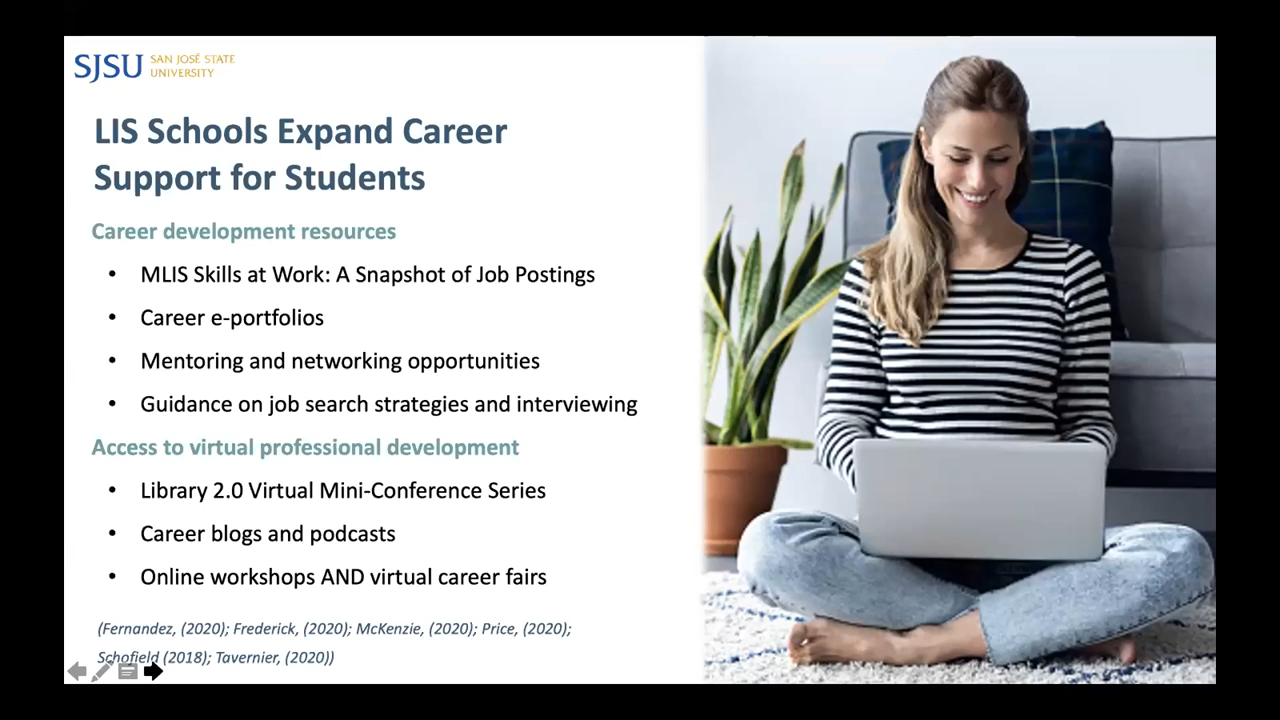 SJSU SAN JOSÉ STATE
UNIVERSITY
LIS Schools Expand Career
Support for Students
Career development resources
• MLIS Skills at Work: A Snapshot of Job Postings
• Career e-portfolios
• Mentoring and networking opportunities
• Guidance on job search strategies and interviewing
Access to virtual professional development
• Library 2.0 Virtual Mini-Conference Series
• Career blogs and podcasts
• Online workshops AND virtual career fairs
(Fernandez, (2020); Frederick, (2020); McKenzie, (2020); Price, (2020);
Schofield (2018); Tavernier, (2020))